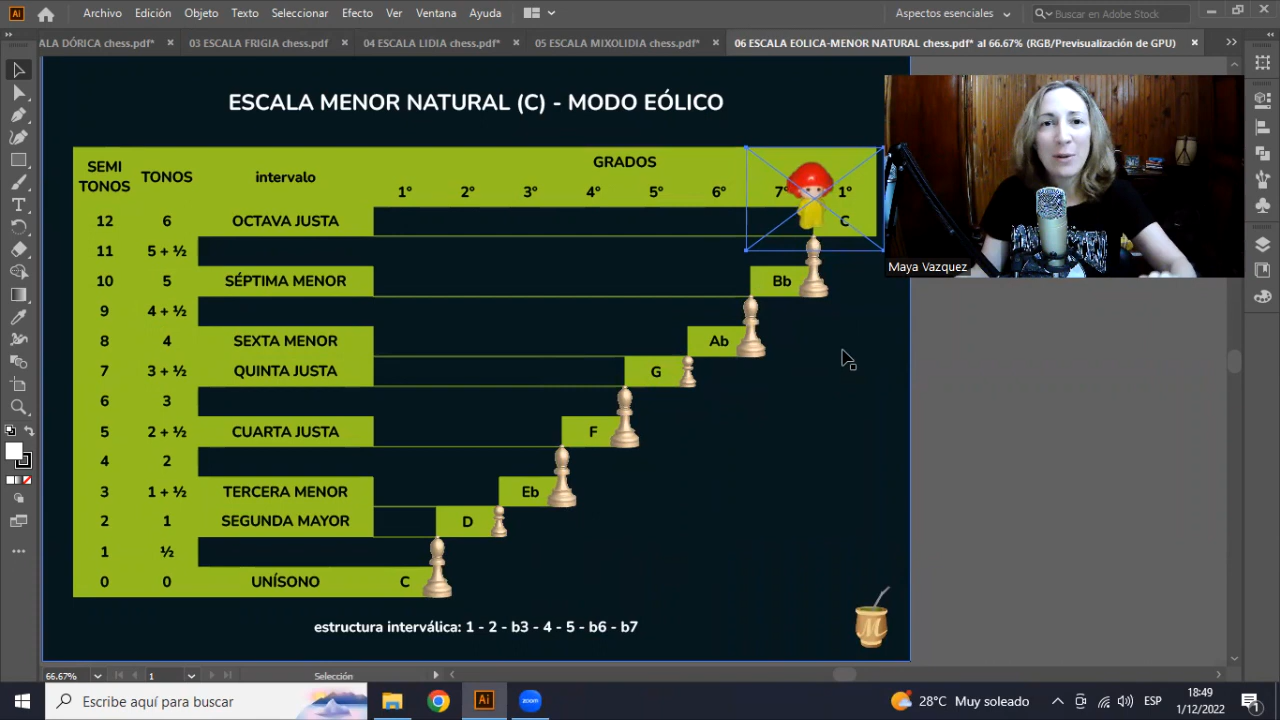 Ai
Archivo Edición Objeto Texto Seleccionar Efecto Ver Ventana Ayuda
Aspectos esenciales
Buscar en Adobe Stock
ALA DÓRICA chess.pdf*
03 ESCALA FRIGIA chess.pdf
04 ESCALA LIDIA chess.pdf*
05 ESCALA MIXOLIDIA chess.pdf*
06 ESCALA EOLICA-MENOR NATURAL chess.pdf* al 66.67% (RGB/Previsualización de GPU)
ESCALA MENOR NATURAL (C) - MODO EÓLICO
SEMI TONOS
TONOS
intervalo
GRADOS
1° 2° 3° 4° 5° 6° 7° 1°
12 6 OCTAVA JUSTA C
11 5 + ½
10 5 SÉPTIMA MENOR Bb
9 4 + ½
8 4 SEXTA MENOR Ab
7 3 + ½ QUINTA JUSTA G
6 3
5 2 + ½ CUARTA JUSTA F
4 2
3 1 + ½ TERCERA MENOR Eb
2 1 SEGUNDA MAYOR D
1 ½
0 0 UNÍSONO C
estructura interválica: 1 - 2 - b3 - 4 - 5 - b6 - b7
M
Maya Vazquez
66.67%
1
Selección
Escribe aquí para buscar
Ai
zoom
28°C Muy soleado
ESP
18:49
1/12/2022
1